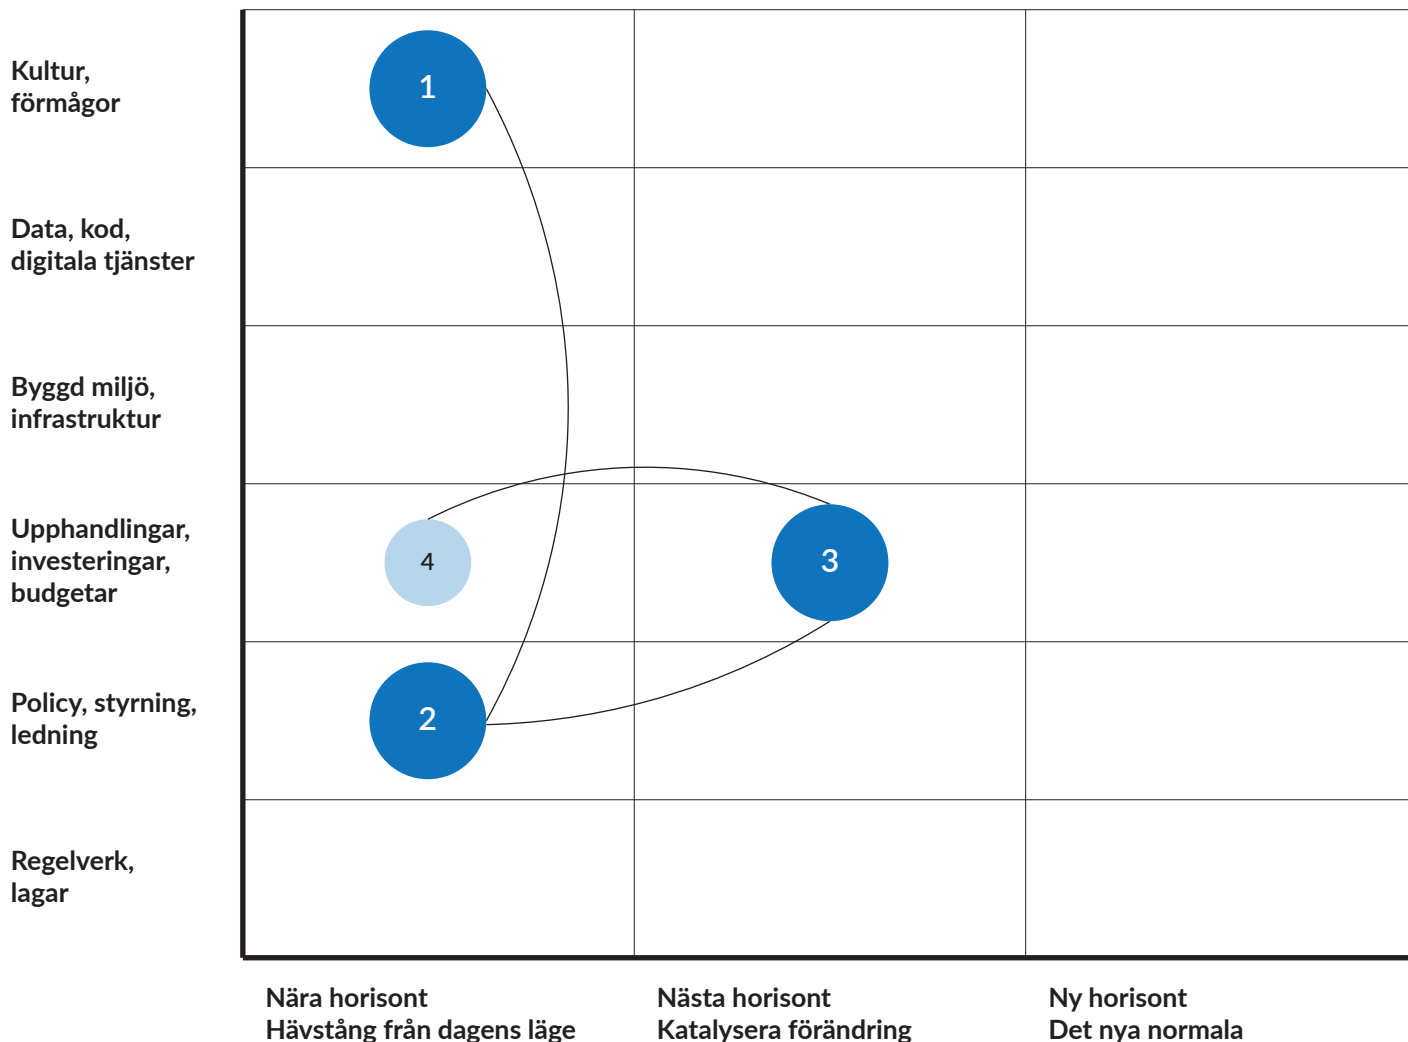 Kultur,
förmågor
1
Data, kod,
digitala tjänster
Byggd miljö,
infrastruktur
Upphandlingar,
investeringar,
budgetar
4
3
Policy, styrning,
ledning
2
Regelverk,
lagar
Nära horisont
Hävstång från dagens läge
Nästa horisont
Katalysera förändring
Ny horisont
Det nya normala